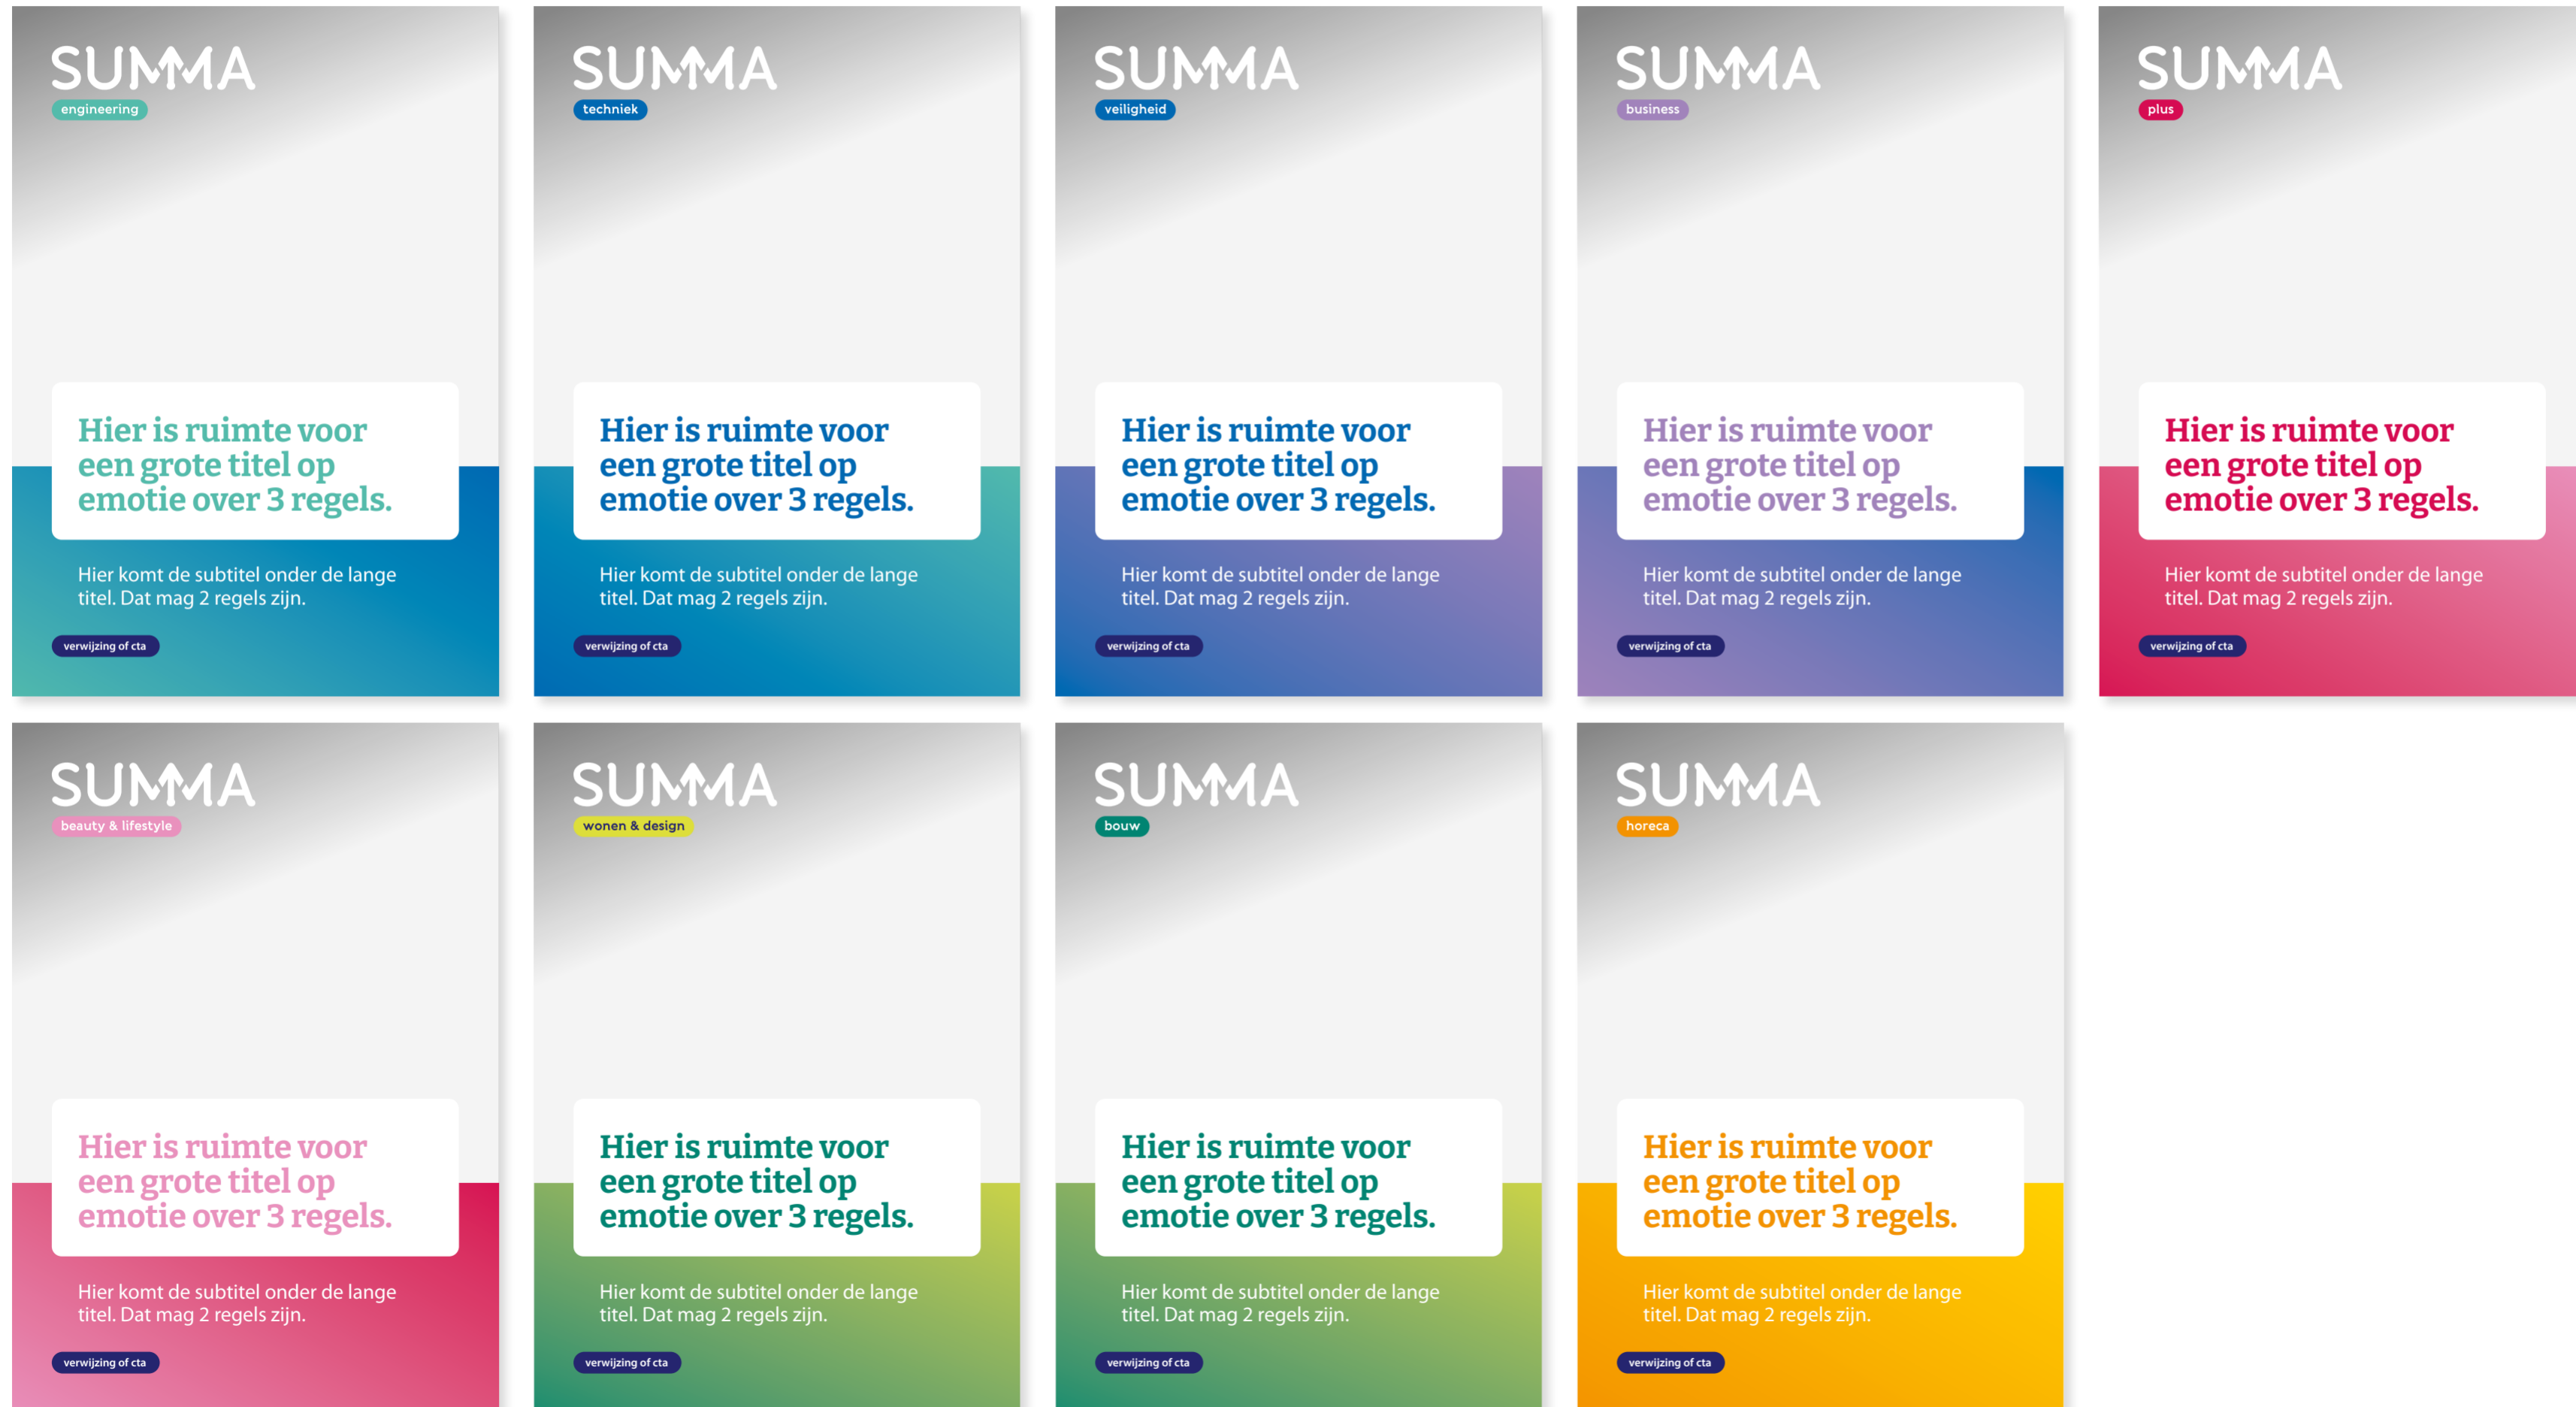 SUMMA
engineering
Hier is ruimte voor
een grote titel op
emotie over 3 regels.
Hier komt de subtitel onder de lange
titel. Dat mag 2 regels zijn.
verwijzing of cta
SUMMA
techniek
Hier is ruimte voor
een grote titel op
emotie over 3 regels.
Hier komt de subtitel onder de lange
titel. Dat mag 2 regels zijn.
verwijzing of cta
SUMMA
veiligheid
Hier is ruimte voor
een grote titel op
emotie over 3 regels.
Hier komt de subtitel onder de lange
titel. Dat mag 2 regels zijn.
verwijzing of cta
SUMMA
business
Hier is ruimte voor
een grote titel op
emotie over 3 regels.
Hier komt de subtitel onder de lange
titel. Dat mag 2 regels zijn.
verwijzing of cta
SUMMA
plus
Hier is ruimte voor
een grote titel op
emotie over 3 regels.
Hier komt de subtitel onder de lange
titel. Dat mag 2 regels zijn.
verwijzing of cta
SUMMA
beauty & lifestyle
Hier is ruimte voor
een grote titel op
emotie over 3 regels.
Hier komt de subtitel onder de lange
titel. Dat mag 2 regels zijn.
verwijzing of cta
SUMMA
wonen & design
Hier is ruimte voor
een grote titel op
emotie over 3 regels.
Hier komt de subtitel onder de lange
titel. Dat mag 2 regels zijn.
verwijzing of cta
SUMMA
bouw
Hier is ruimte voor
een grote titel op
emotie over 3 regels.
Hier komt de subtitel onder de lange
titel. Dat mag 2 regels zijn.
verwijzing of cta
SUMMA
horeca
Hier is ruimte voor
een grote titel op
emotie over 3 regels.
Hier komt de subtitel onder de lange
titel. Dat mag 2 regels zijn.
verwijzing of cta